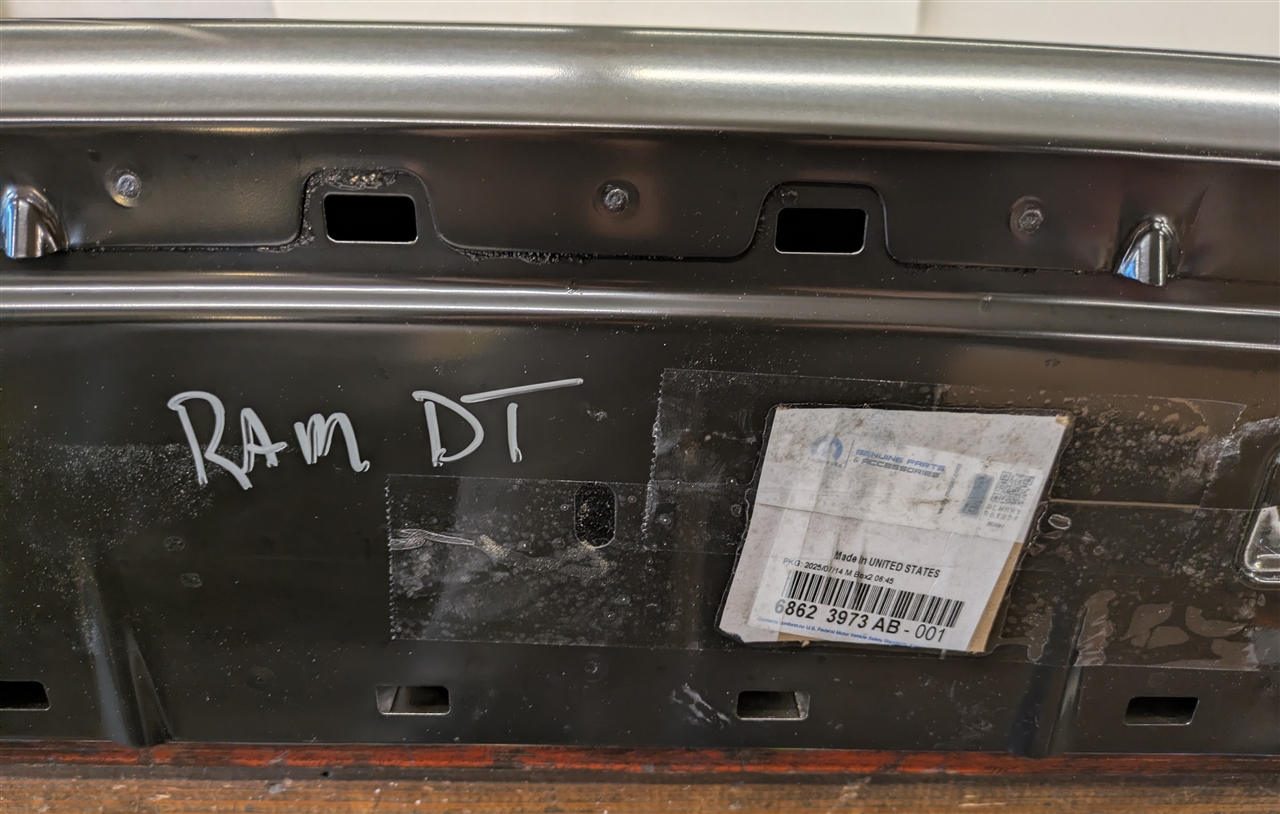 RAM DT
GENUINE PARTS
& ACCESSORIES
Made in UNITED STATES
PKG: 2025/07/14 M Box2 06:45
6862 3973 AB - 001